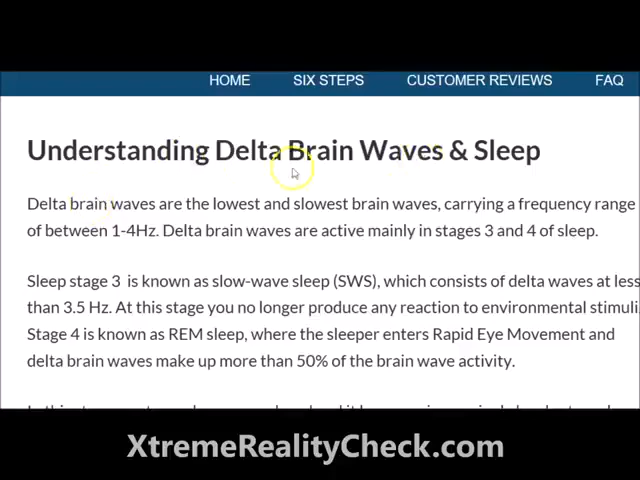 HOME SIX STEPS CUSTOMER REVIEWS FAQ
Understanding Delta Brain Waves & Sleep
Delta brain waves are the lowest and slowest brain waves, carrying a frequency range
of between 1-4Hz. Delta brain waves are active mainly in stages 3 and 4 of sleep.
Sleep stage 3 is known as slow-wave sleep (SWS), which consists of delta waves at less
than 3.5 Hz. At this stage you no longer produce any reaction to environmental stimuli.
Stage 4 is known as REM sleep, where the sleeper enters Rapid Eye Movement and
delta brain waves make up more than 50% of the brain wave activity.
XtremeRealityCheck.com